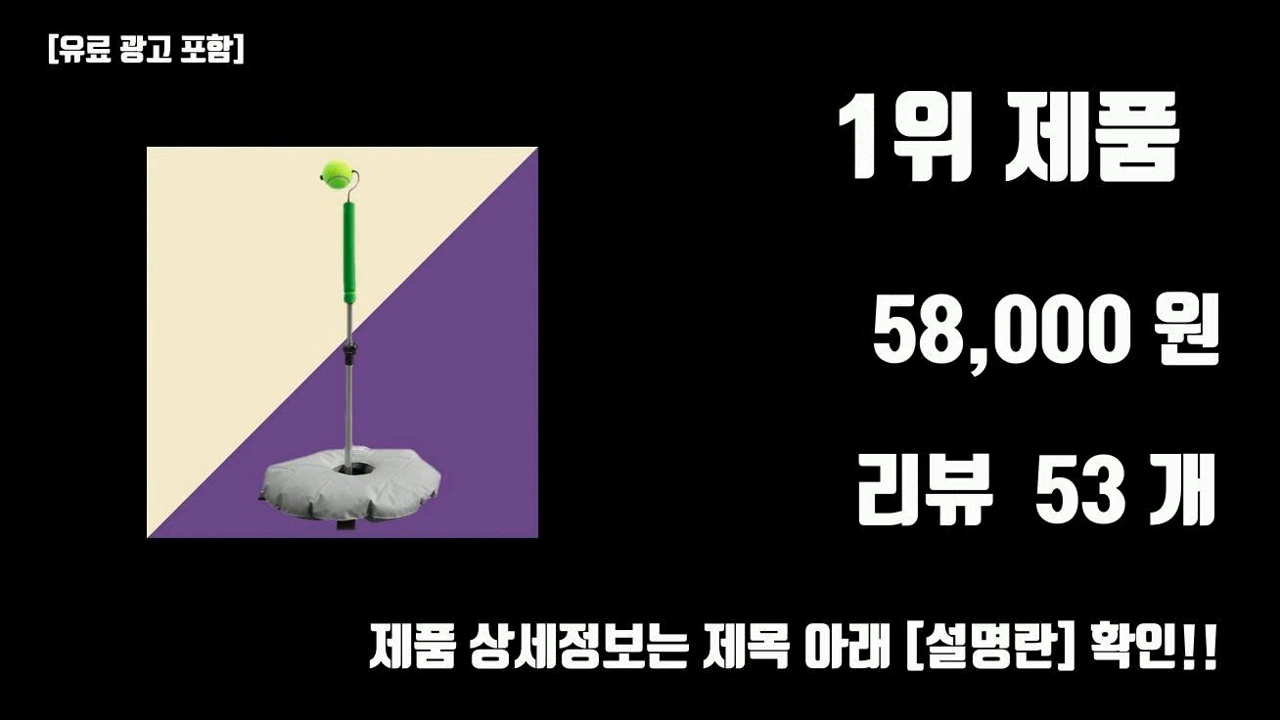 [유료 광고 포함]
1위 제품
58,000 원
리뷰 53 개
제품 상세정보는 제목 아래 [설명란] 확인!!